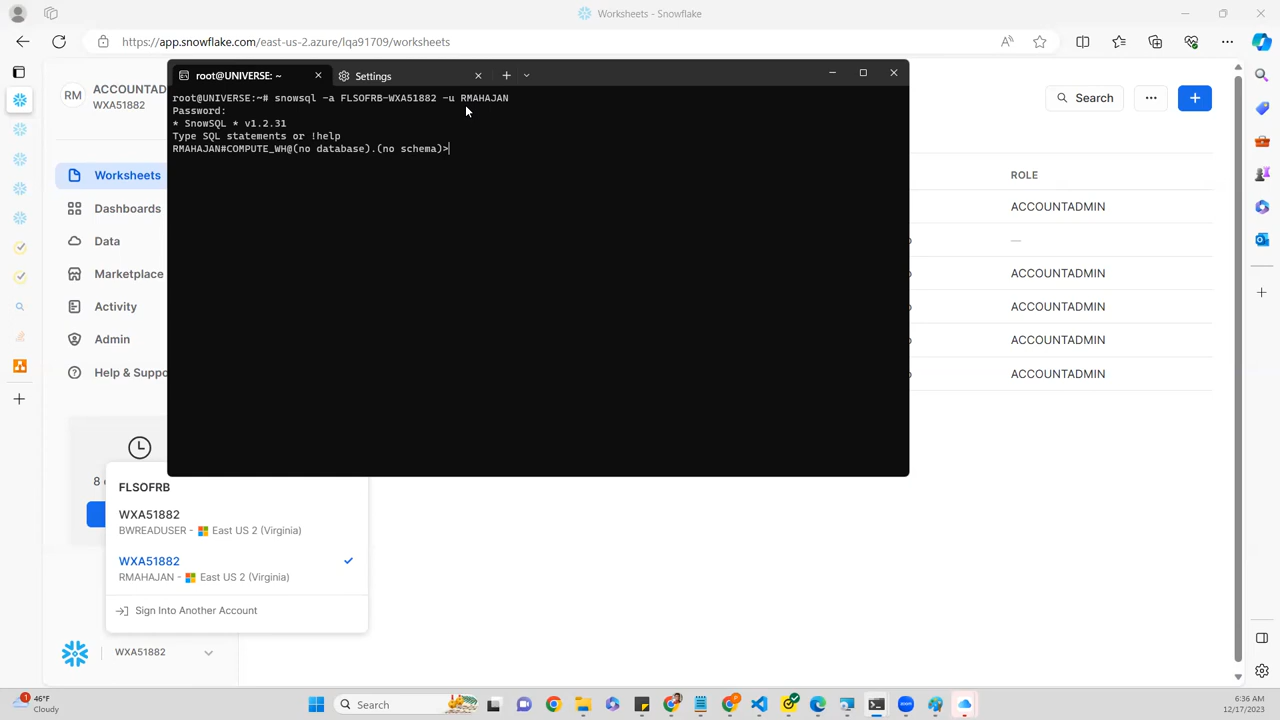 Worksheets - Snowflake
https://app.snowflake.com/east-us-2.azure/lqa91709/worksheets
root@UNIVERSE: ~
Settings
RM
ACCOUNTAD
WXA51882
root@UNIVERSE:~# snowsql -a FLSOFRB-WXA51882 -u RMAHAJAN
Password:
* SnowSQL * v1.2.31
Type SQL statements or !help
RMAHAJAN#COMPUTE_WH@(no database).(no schema)>
Search
Worksheets
Dashboards
Data
Marketplace
Activity
Admin
Help & Suppo
ROLE
ACCOUNTADMIN
—
ACCOUNTADMIN
ACCOUNTADMIN
ACCOUNTADMIN
ACCOUNTADMIN
8
FLSOFRB
WXA51882
BWREADUSER - East US 2 (Virginia)
WXA51882
RMAHAJAN - East US 2 (Virginia)
Sign Into Another Account
WXA51882
1
46°F
Cloudy
Search
6:36 AM
12/17/2023